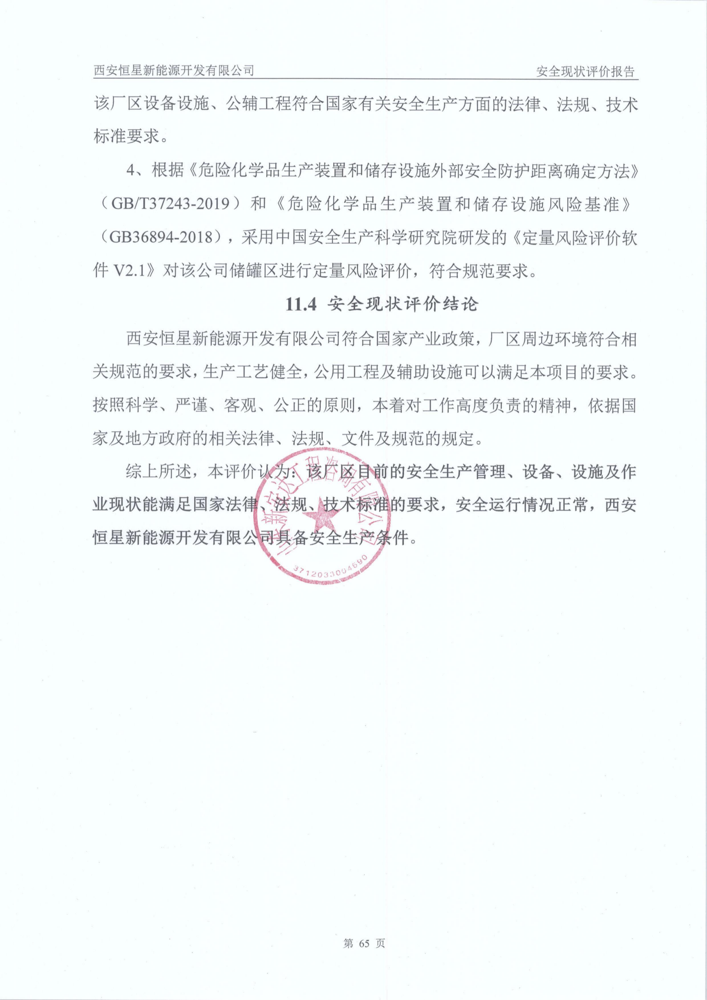 西安恒星新能源开发有限公司
安全现状评价报告
该厂区设备设施、公辅工程符合国家有关安全生产方面的法律、法规、技术
标准要求。
4、根据《危险化学品生产装置和储存设施外部安全防护距离确定方法》
（GB/T37243-2019）和《危险化学品生产装置和储存设施风险基准》
（GB36894-2018），采用中国安全生产科学研究院研发的《定量风险评价软
件 V2.1》对该公司储罐区进行定量风险评价，符合规范要求。
11.4 安全现状评价结论
西安恒星新能源开发有限公司符合国家产业政策，厂区周边环境符合相
关规范的要求，生产工艺健全，公用工程及辅助设施可以满足本项目的要求。
按照科学、严谨、客观、公正的原则，本着对工作高度负责的精神，依据国
家及地方政府的相关法律、法规、文件及规范的规定。
综上所述，本评价认为：该厂区目前的安全生产管理、设备、设施及作
业现状能满足国家法律、法规、技术标准的要求，安全运行情况正常，西安
恒星新能源开发有限公司具备安全生产条件。
新安达工程咨询有限公司
3712033004690
第 65 页